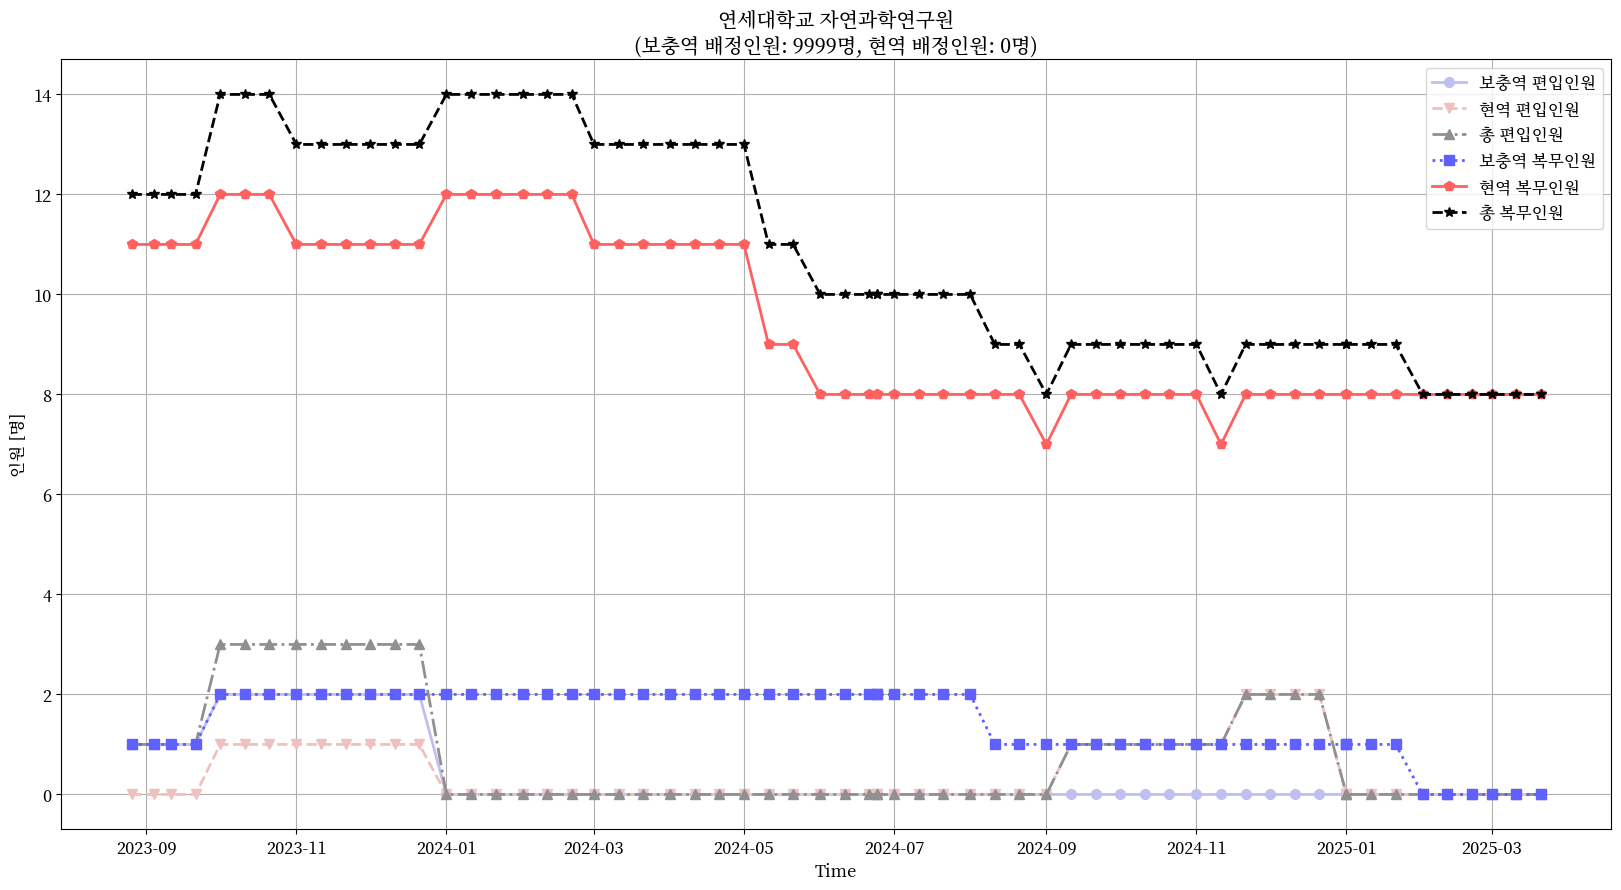 연세대학교 자연과학연구원
(보충역 배정인원: 9999명, 현역 배정인원: 0명)
보충역 편입인원
현역 편입인원
총 편입인원
보충역 복무인원
현역 복무인원
총 복무인원
인원 [명]
14
12
10
8
6
4
2
0
2023-09 2023-11 2024-01 2024-03 2024-05 2024-07 2024-09 2024-11 2025-01 2025-03
Time